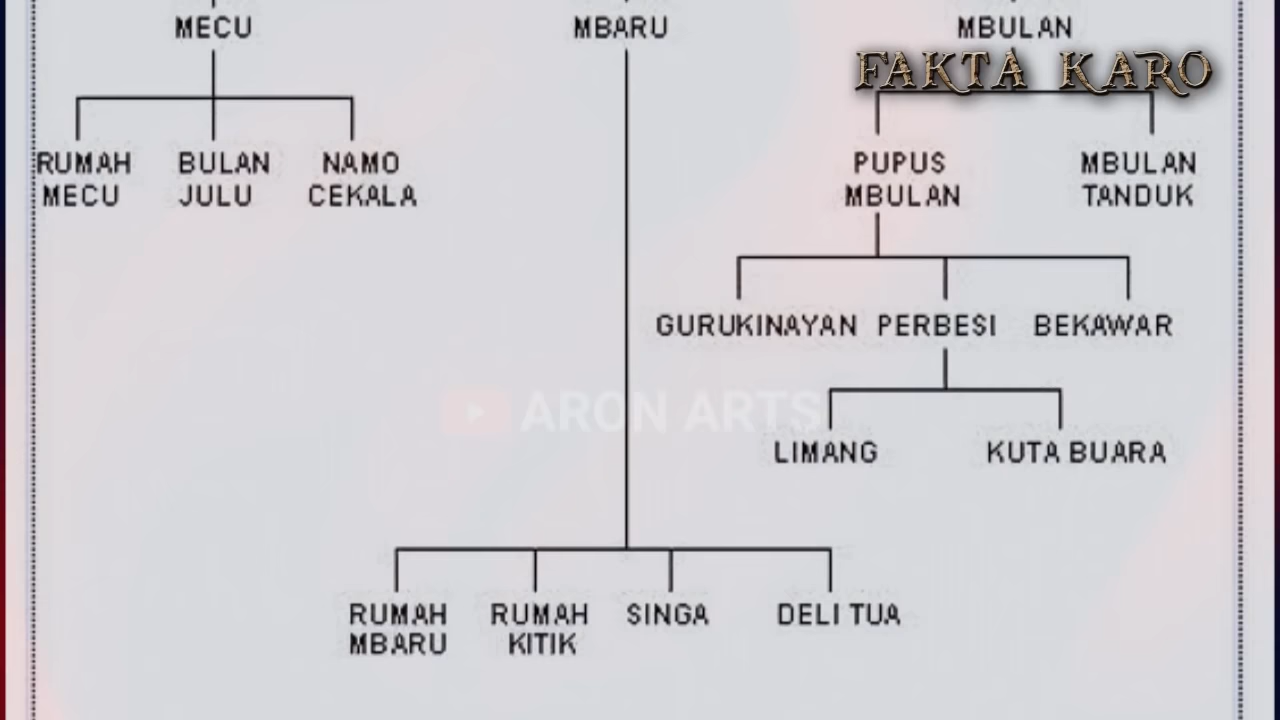 MECU
MBARU
MBULAN
FAKTA KARO
RUMAH MECU
BULAN JULU
NAMO CEKALA
PUPUS MBULAN
MBULAN TANDUK
GURUKINAYAN
PERBESI
BEKAWAR
ARON ARTS
LIMANG
KUTA BUARA
RUMAH MBARU
RUMAH KITIK
SINGA
DELI TUA